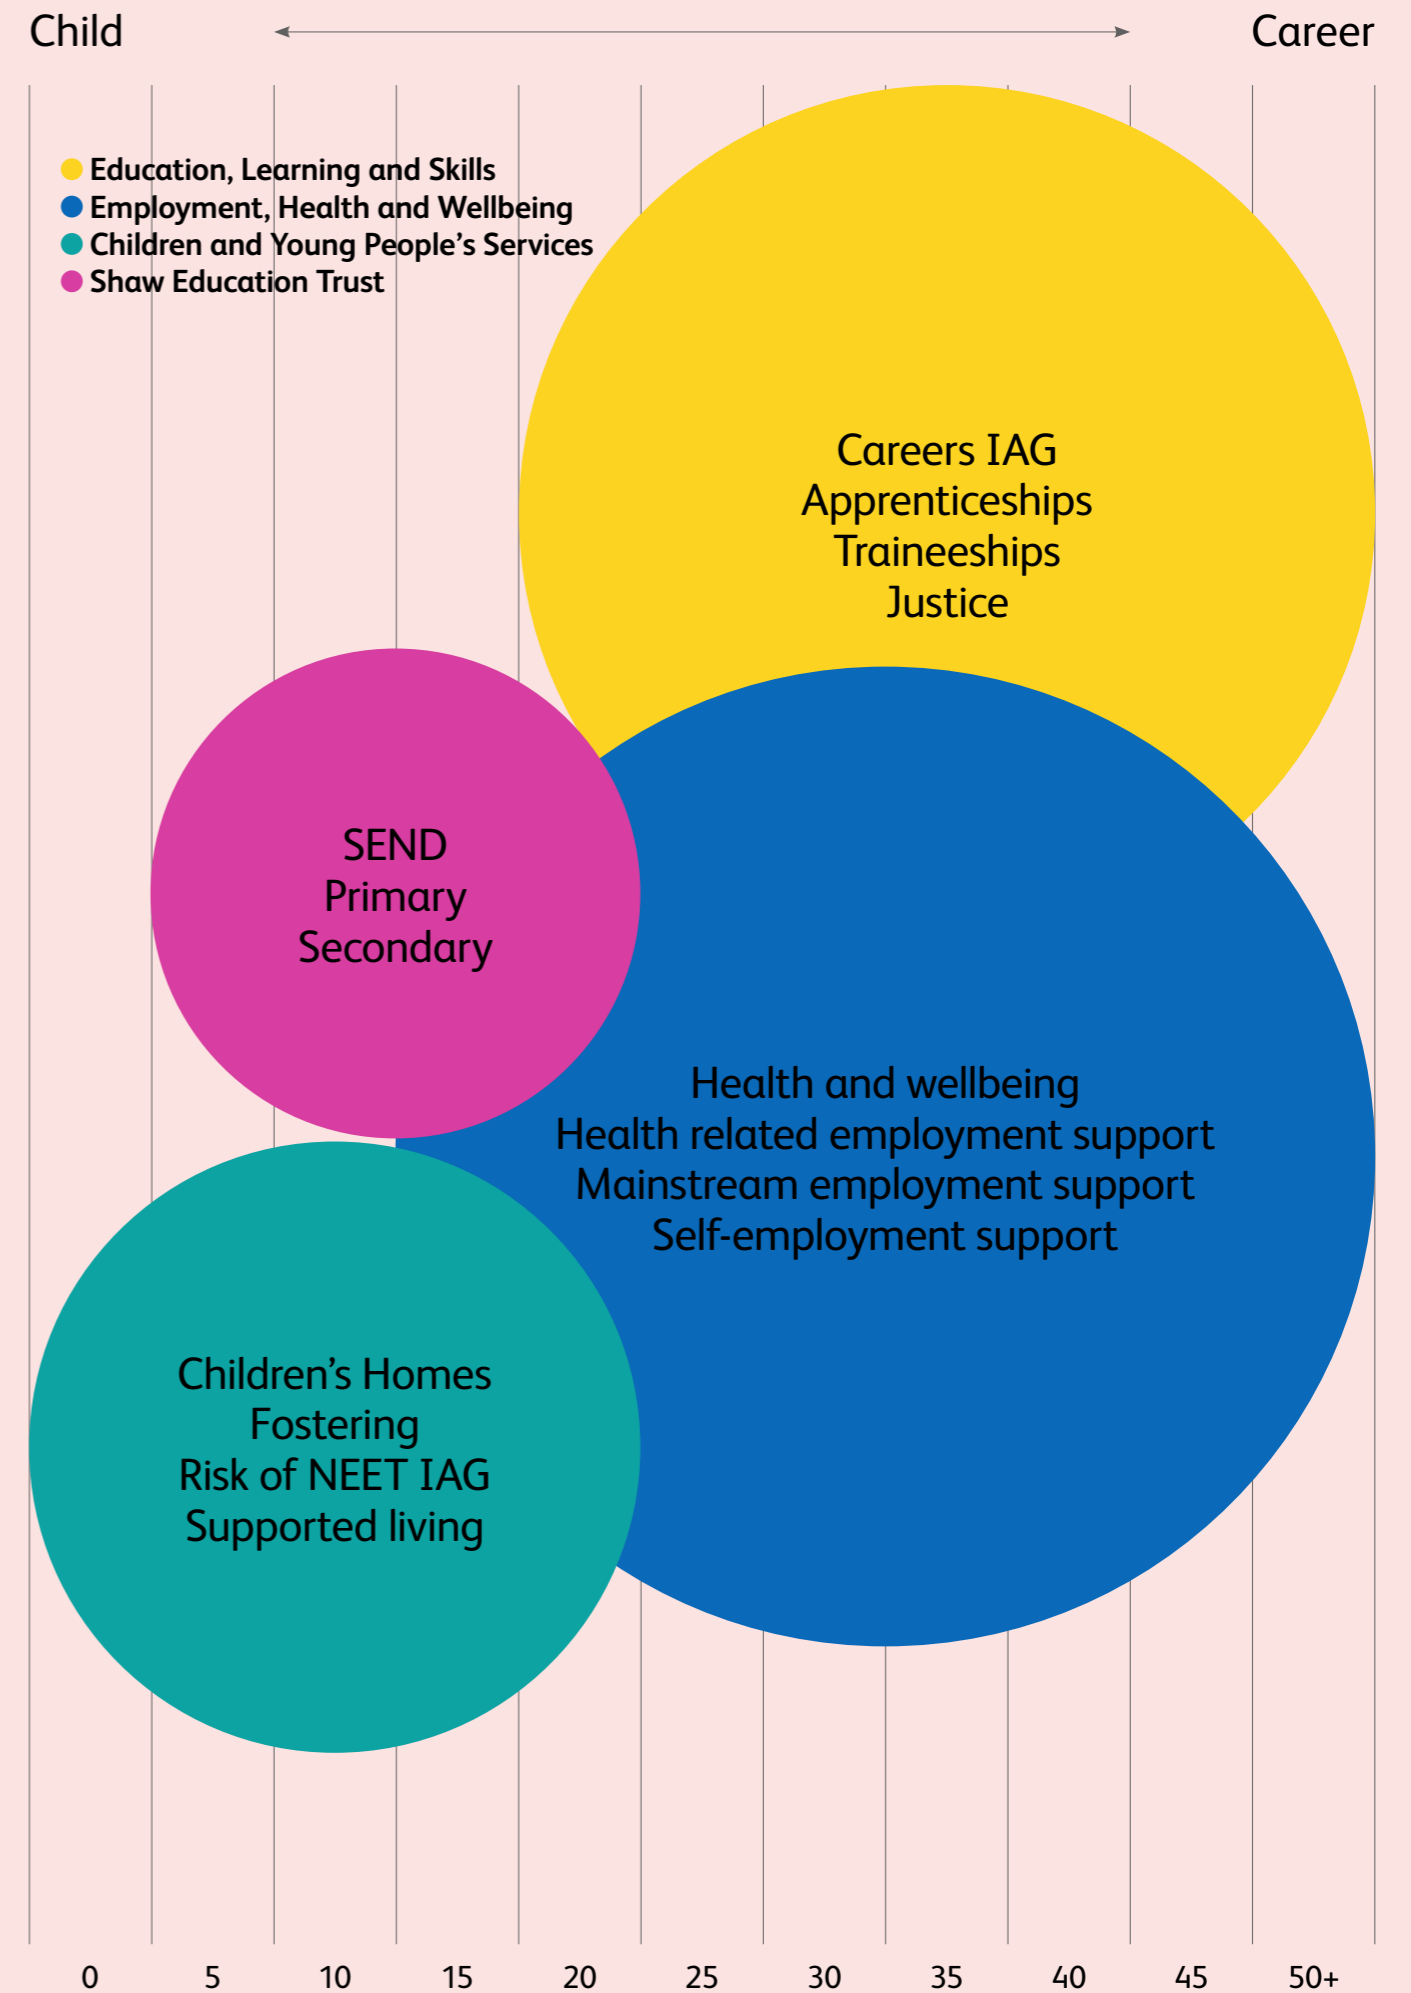 Child
Career
Education, Learning and Skills
Employment, Health and Wellbeing
Children and Young People’s Services
Shaw Education Trust
Careers IAG
Apprenticeships
Traineeships
Justice
SEND
Primary
Secondary
Health and wellbeing
Health related employment support
Mainstream employment support
Self-employment support
Children’s Homes
Fostering
Risk of NEET IAG
Supported living
0 5 10 15 20 25 30 35 40 45 50+